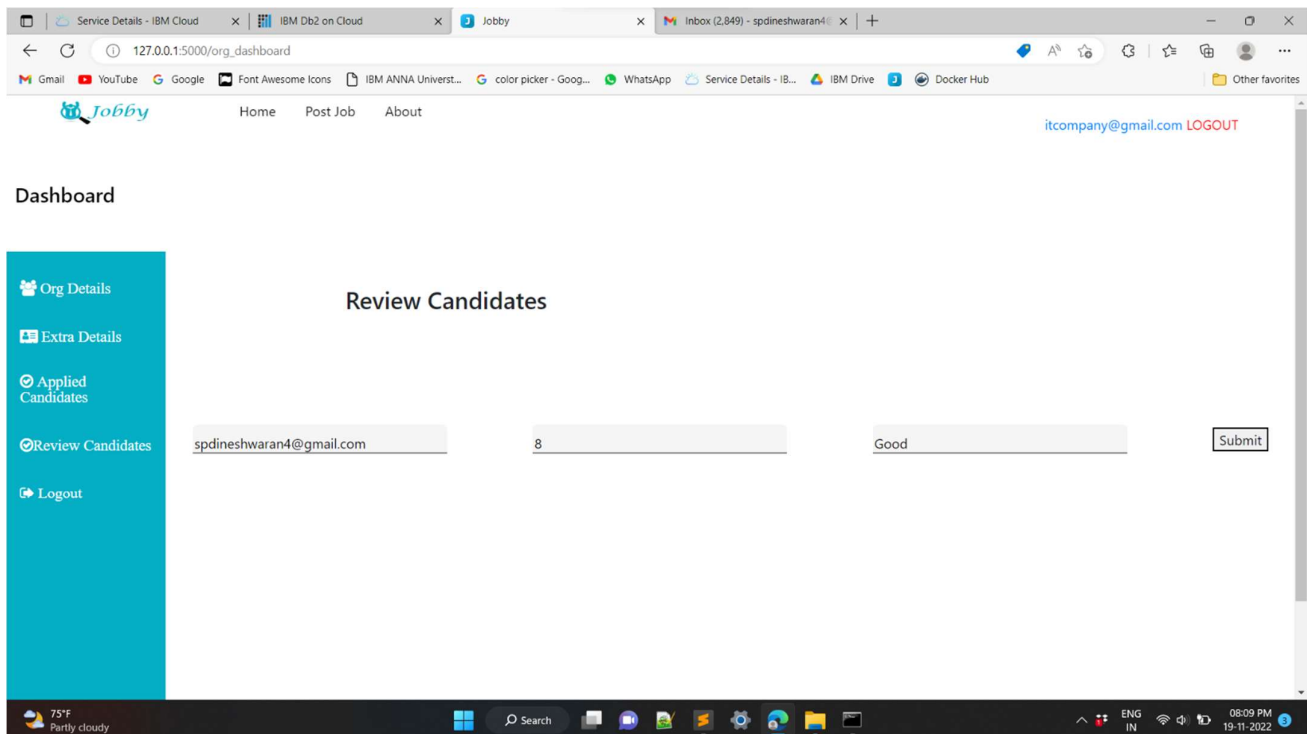 Service Details - IBM Cloud
IBM Db2 on Cloud
Jobby
Inbox (2,849) - spdineshwaran4@
127.0.0.1:5000/org_dashboard
Gmail YouTube Google Font Awesome Icons IBM ANNA Universt... color picker - Goog... WhatsApp Service Details - IB... IBM Drive Docker Hub Other favorites
Jobby Home Post Job About
itcompany@gmail.com LOGOUT
Dashboard
Org Details
Review Candidates
Extra Details
Applied
Candidates
Review Candidates
spdineshwaran4@gmail.com 8 Good Submit
Logout
75°F
Partly cloudy
Search
ENG
IN
08:09 PM
19-11-2022
3